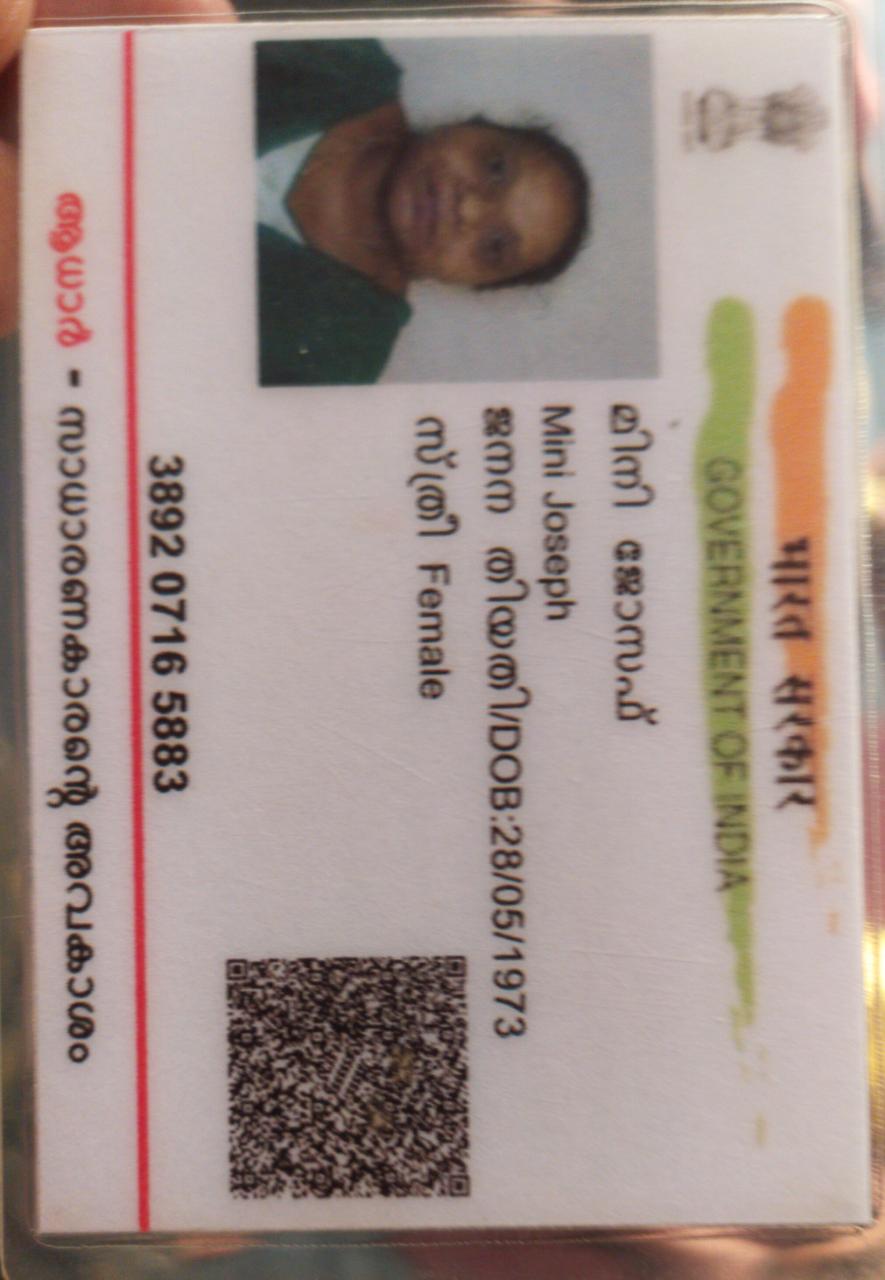 भारत सरकार
GOVERNMENT OF INDIA
മിനി ജോസഫ്
Mini Joseph
ജനന തിയതി/DOB:28/05/1973
സ്ത്രീ Female
3892 0716 5883
ആധാർ - സാധാരണക്കാരന്റെ അവകാശം